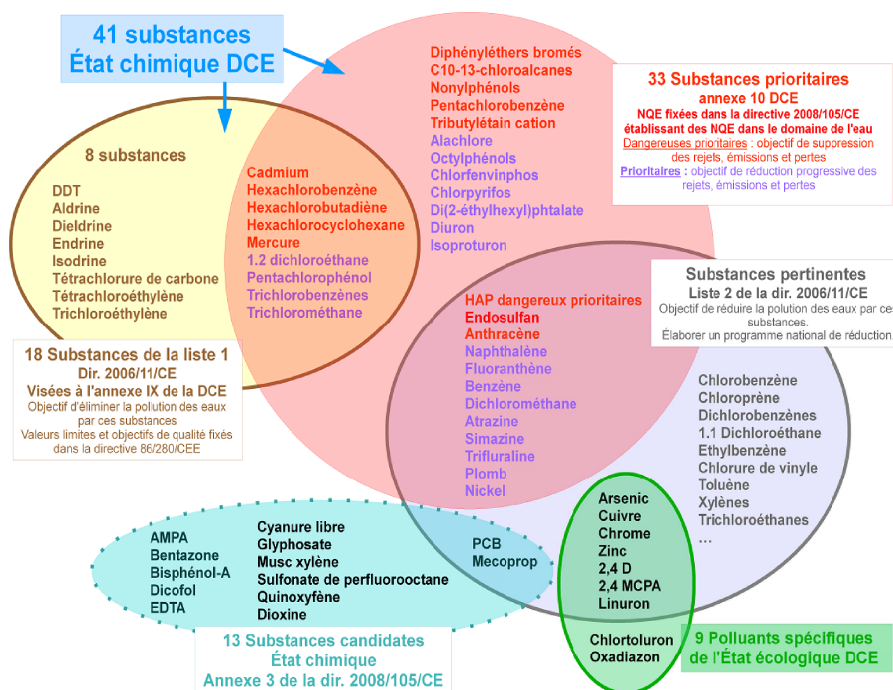 41 substances
État chimique DCE
8 substances
DDT
Aldrine
Dieldrine
Endrine
Isodrine
Tétrachlorure de carbone
Tétrachloroéthylène
Trichloroéthylène
18 Substances de la liste 1
Dir. 2006/11/CE
Visées à l'annexe IX de la DCE
Objectif d'éliminer la pollution des eaux
par ces substances
Valeurs limites et objectifs de qualité fixés
dans la directive 86/280/CEE
Cadmium
Hexachlorobenzène
Hexachlorobutadiène
Hexachlorocyclohexane
Mercure
1.2 dichloroéthane
Pentachlorophénol
Trichlorobenzènes
Trichlorométhane
Diphényléthers bromés
C10-13-chloroalcanes
Nonylphénols
Pentachlorobenzène
Tributylétain cation
Alachlore
Octylphénols
Chlorfenvinphos
Chlorpyrifos
Di(2-éthylhexyl)phtalate
Diuron
Isoproturon
33 Substances prioritaires
annexe 10 DCE
NQE fixées dans la directive 2008/105/CE
établissant des NQE dans le domaine de l'eau
Dangereuses prioritaires : objectif de suppression
des rejets, émissions et pertes
Prioritaires : objectif de réduction progressive des
rejets, émissions et pertes
HAP dangereux prioritaires
Endosulfan
Anthracène
Naphthalène
Fluoranthène
Benzène
Dichlorométhane
Atrazine
Simazine
Trifluraline
Plomb
Nickel
Substances pertinentes
Liste 2 de la dir. 2006/11/CE
Objectif de réduire la polution des eaux par ces
substances.
Élaborer un programme national de réduction.
Chlorobenzène
Chloroprène
Dichlorobenzènes
1.1 Dichloroéthane
Ethylbenzène
Chlorure de vinyle
Toluène
Xylènes
Trichloroéthanes
...
Arsenic
Cuivre
Chrome
Zinc
2,4 D
2,4 MCPA
Linuron
Chlortoluron
Oxadiazon
9 Polluants spécifiques
de l'État écologique DCE
AMPA
Bentazone
Bisphénol-A
Dicofol
EDTA
Cyanure libre
Glyphosate
Musc xylène
Sulfonate de perfluorooctane
Quinoxyfène
Dioxine
PCB
Mecoprop
13 Substances candidates
État chimique
Annexe 3 de la dir. 2008/105/CE